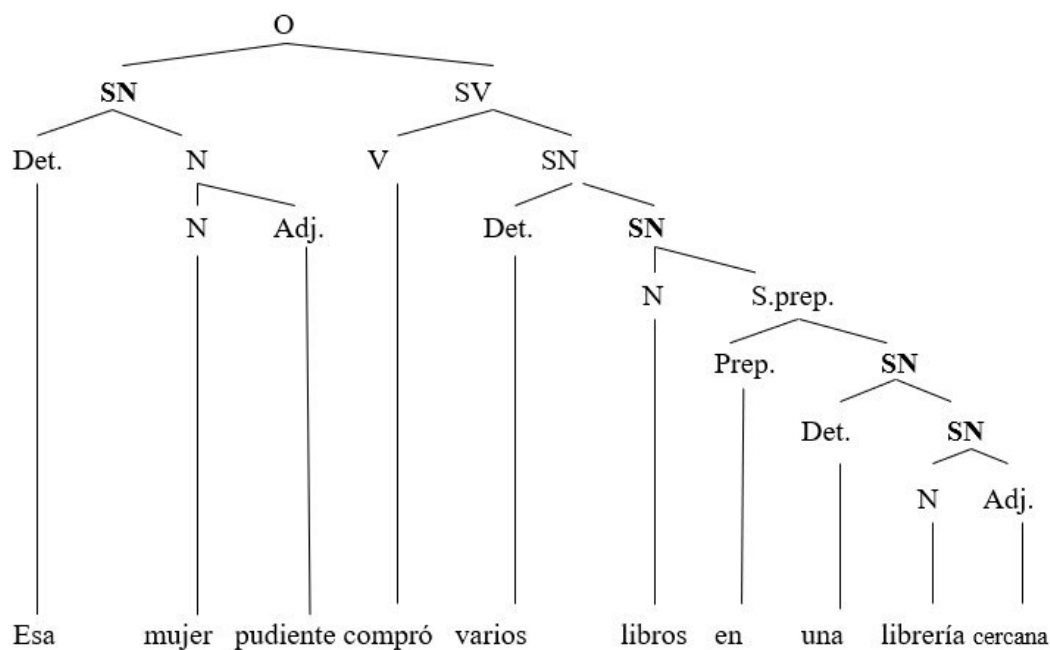 O
SN SV
Det. N V SN
N Adj. Det. SN
N S.prep.
Prep. SN
Det. SN
N Adj.
Esa mujer pudiente compró varios libros en una librería cercana